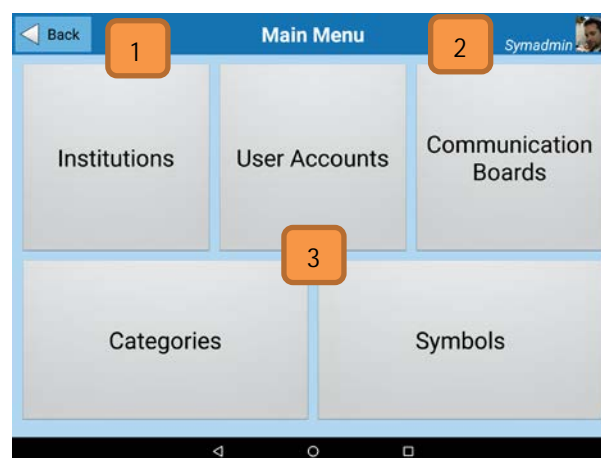 Back
1
Main Menu
2
Symadmin
Institutions
User Accounts
Communication
Boards
3
Categories
Symbols